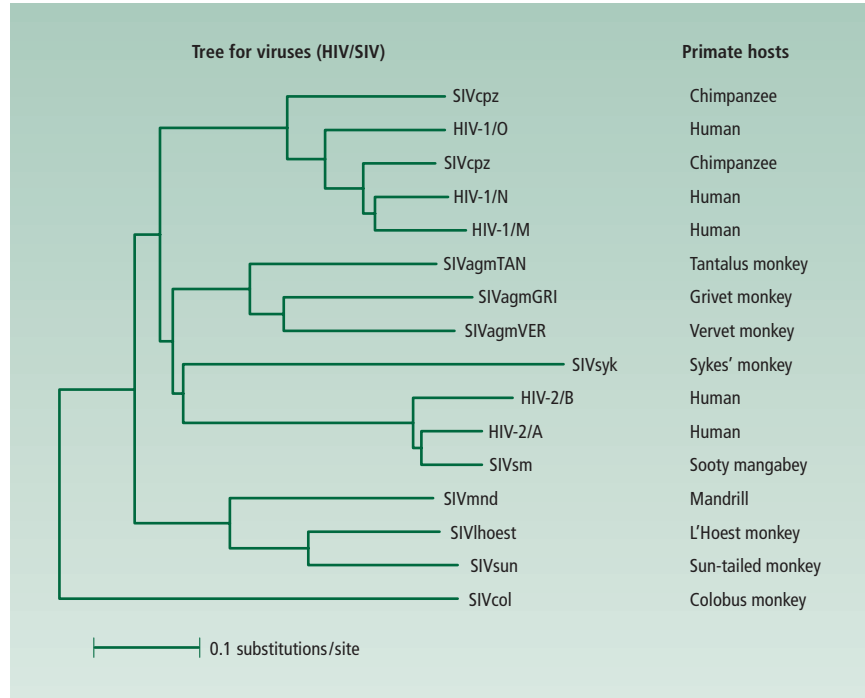 Tree for viruses (HIV/SIV) Primate hosts
SIVcpz Chimpanzee
HIV-1/O Human
SIVcpz Chimpanzee
HIV-1/N Human
HIV-1/M Human
SIVagmTAN Tantalus monkey
SIVagmGRI Grivet monkey
SIVagmVER Vervet monkey
SIVsyk Sykes’ monkey
HIV-2/B Human
HIV-2/A Human
SIVsm Sooty mangabey
SIVmnd Mandrill
SIVlhoest L’Hoest monkey
SIVsun Sun-tailed monkey
SIVcol Colobus monkey
0.1 substitutions/site